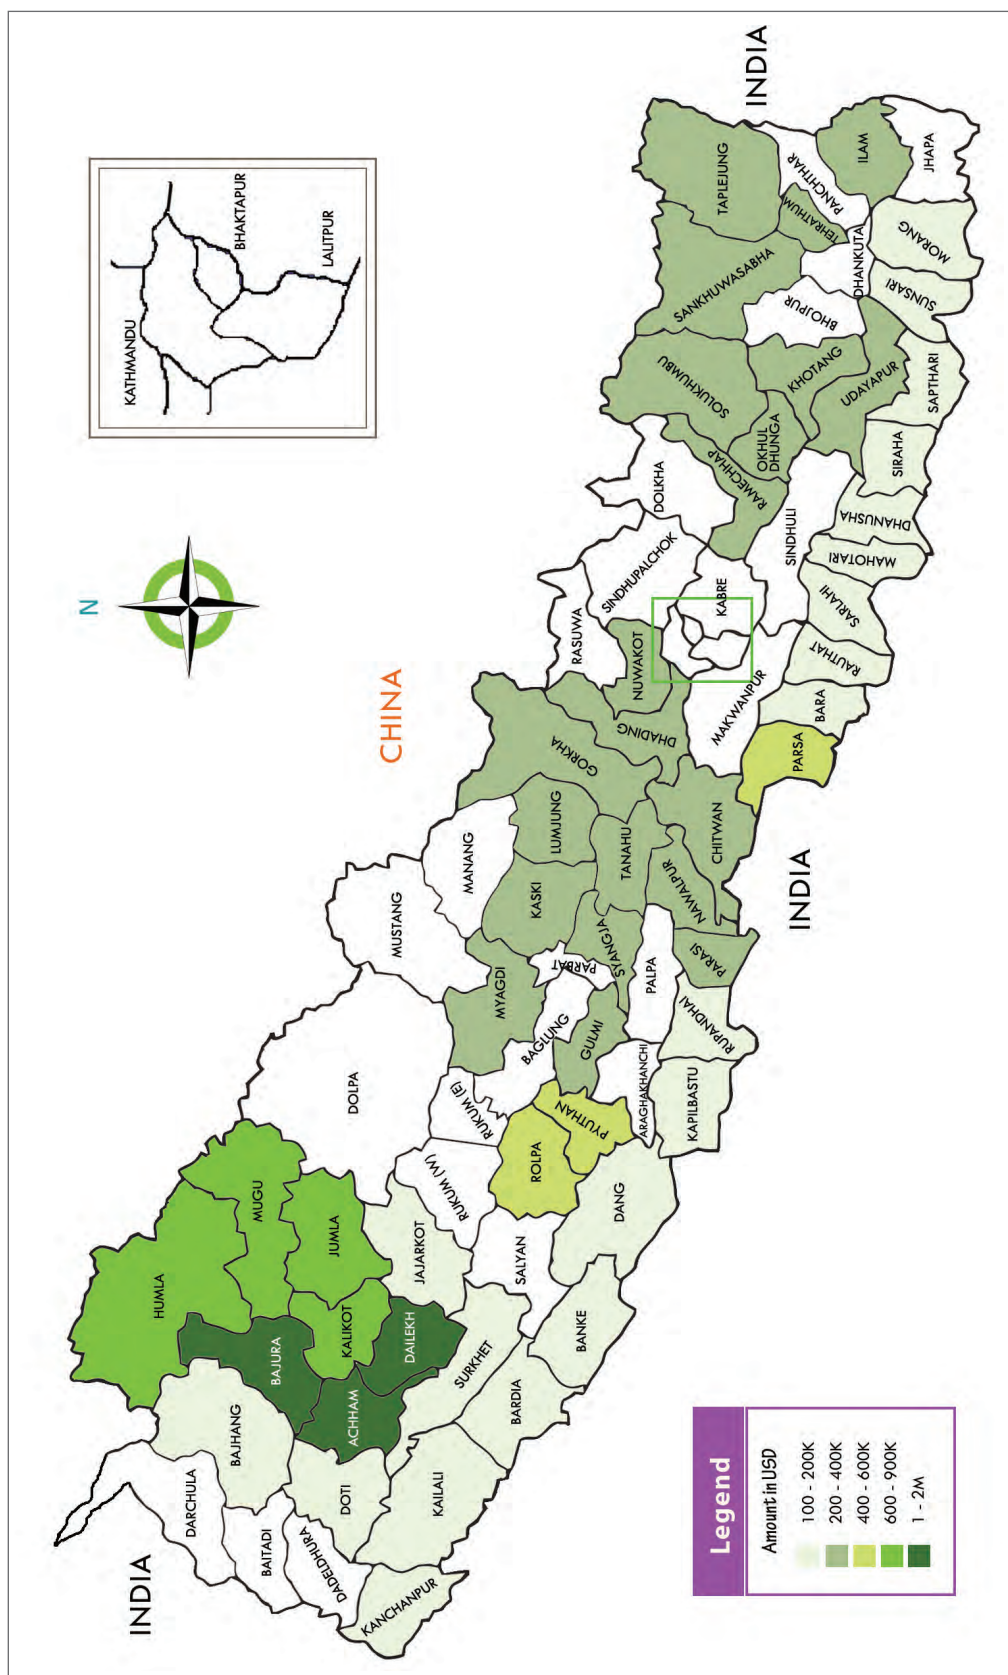 N
KATHMANDU
BHAKTAPUR
LALITPUR
CHINA
INDIA
INDIA
INDIA
DARCHULA
BAITADI
DADELDHURA
KANCHANPUR
BAJHANG
DOTI
KAILALI
HUMLA
BAJURA
ACHHAM
MUGU
JUMLA
KALIKOT
DAILEKH
SURKHET
BARDIA
JAJARKOT
BANKE
DOLPA
RUKUM (W)
RUKUM (E)
SALYAN
ROLPA
PYUTHAN
DANG
MUSTANG
MANANG
MYAGDI
BAGLUNG
PARBAT
GULMI
ARAGHAKHANCHI
KAPILBASTU
KASKI
SYANGJA
PALPA
RUPANDHAI
LUMJUNG
TANAHU
NAWALPUR
PARASI
GORKHA
DHADING
CHITWAN
NUWAKOT
RASUWA
SINDHUPALCHOK
KABRE
MAKWANPUR
PARSA
BARA
RAUTHAT
SARLAHI
MAHOTARI
DHANUSHA
SINDHULI
DOLKHA
RAMECHHAP
OKHUL
DHUNGA
SOLUKHUMBU
KHOTANG
UDAYAPUR
SIRAHA
SAPTHARI
SANKHUWASABHA
BHOJPUR
DHANKUTA
SUNSARI
MORANG
TAPLEJUNG
TEHRATHUM
PANCHTHAR
ILAM
JHAPA
Legend
Amount in USD
100 - 200K
200 - 400K
400 - 600K
600 - 900K
1 - 2M